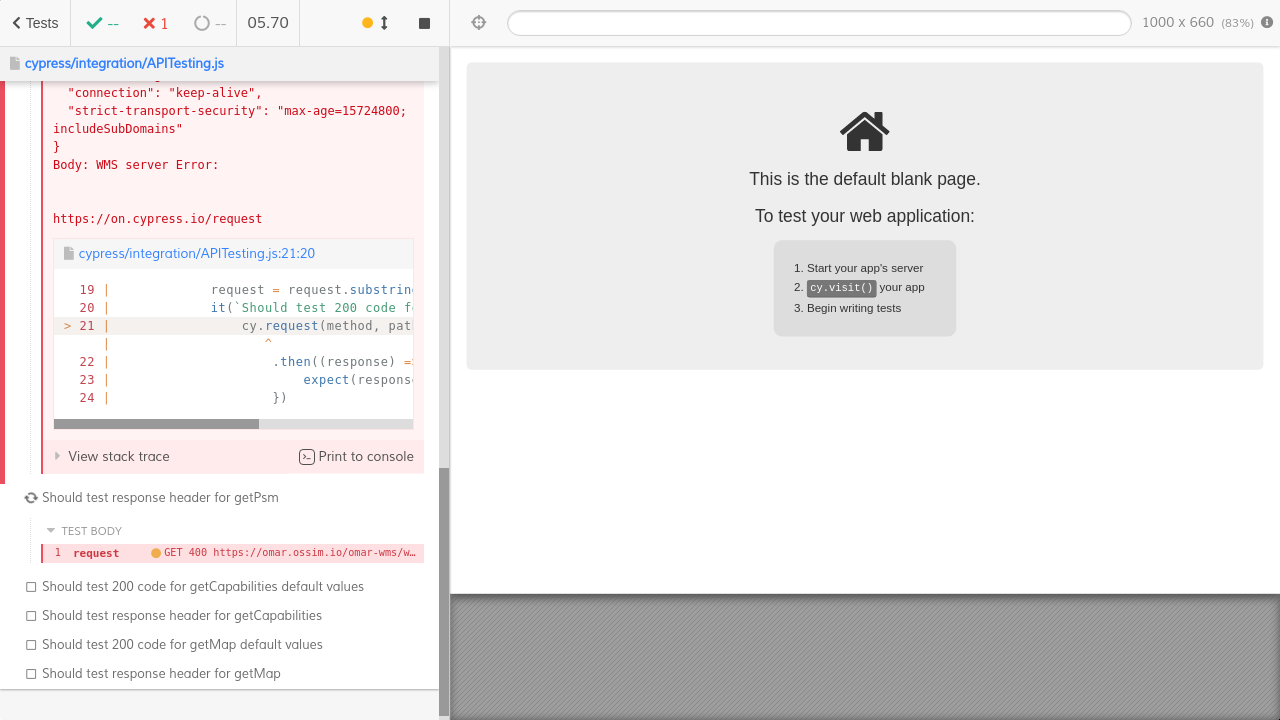 Tests
--
1
--
05.70
1000 x 660 (83%)
cypress/integration/APITesting.js
"connection": "keep-alive",
"strict-transport-security": "max-age=15724800;
includeSubDomains"
}
Body: WMS server Error:
https://on.cypress.io/request
cypress/integration/APITesting.js:21:20
19 | request = request.substrin
20 | it(`Should test 200 code f
> 21 | cy.request(method, pat
| ^
22 | .then((response) =
23 | expect(respons
24 | })
View stack trace
Print to console
Should test response header for getPsm
TEST BODY
1 request GET 400 https://omar.ossim.io/omar-wms/w…
Should test 200 code for getCapabilities default values
Should test response header for getCapabilities
Should test 200 code for getMap default values
Should test response header for getMap
This is the default blank page.
To test your web application:
1. Start your app's server
2. cy.visit() your app
3. Begin writing tests